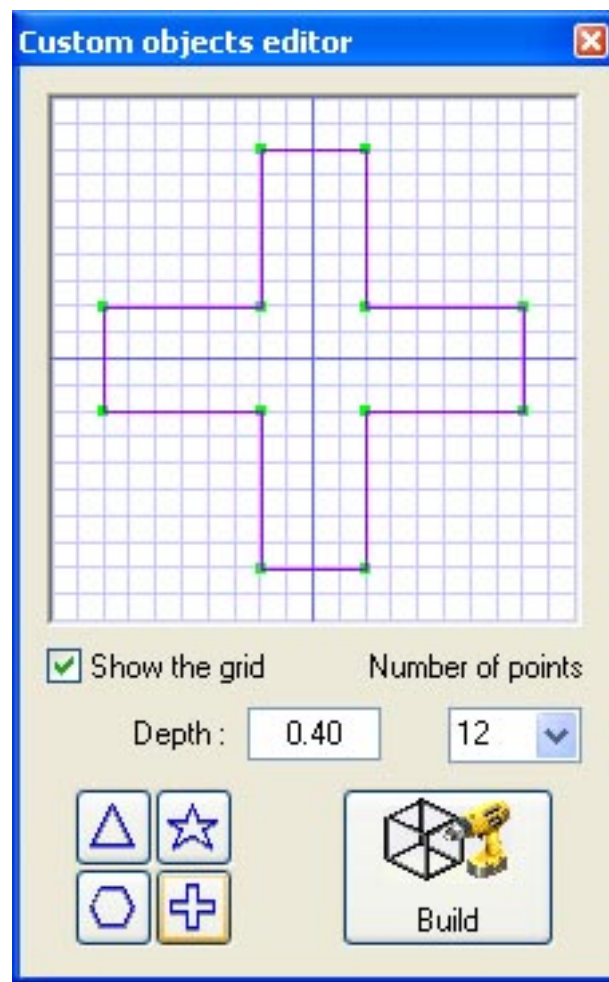 Custom objects editor
Show the grid
Number of points
Depth :
0.40
12
Build